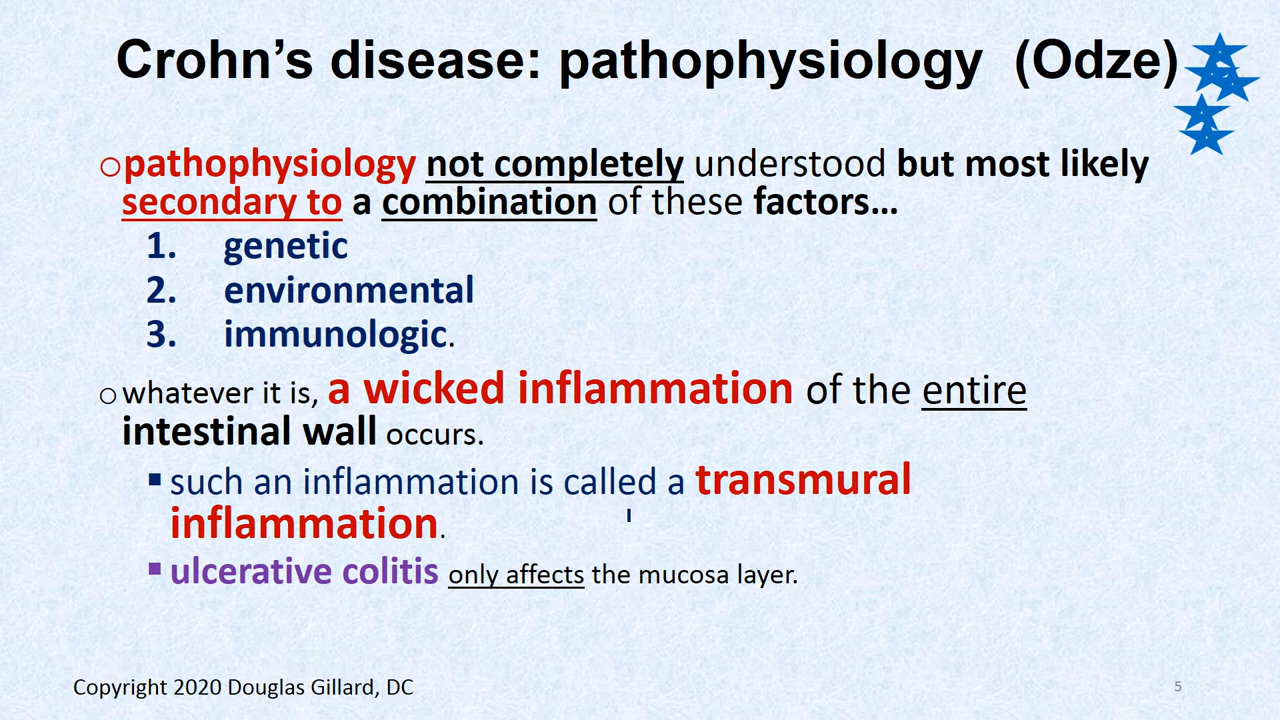 Crohn’s disease: pathophysiology (Odze)
pathophysiology not completely understood but most likely
secondary to a combination of these factors…
1. genetic
2. environmental
3. immunologic.
whatever it is, a wicked inflammation of the entire
intestinal wall occurs.
such an inflammation is called a transmural
inflammation.
ulcerative colitis only affects the mucosa layer.
Copyright 2020 Douglas Gillard, DC
5